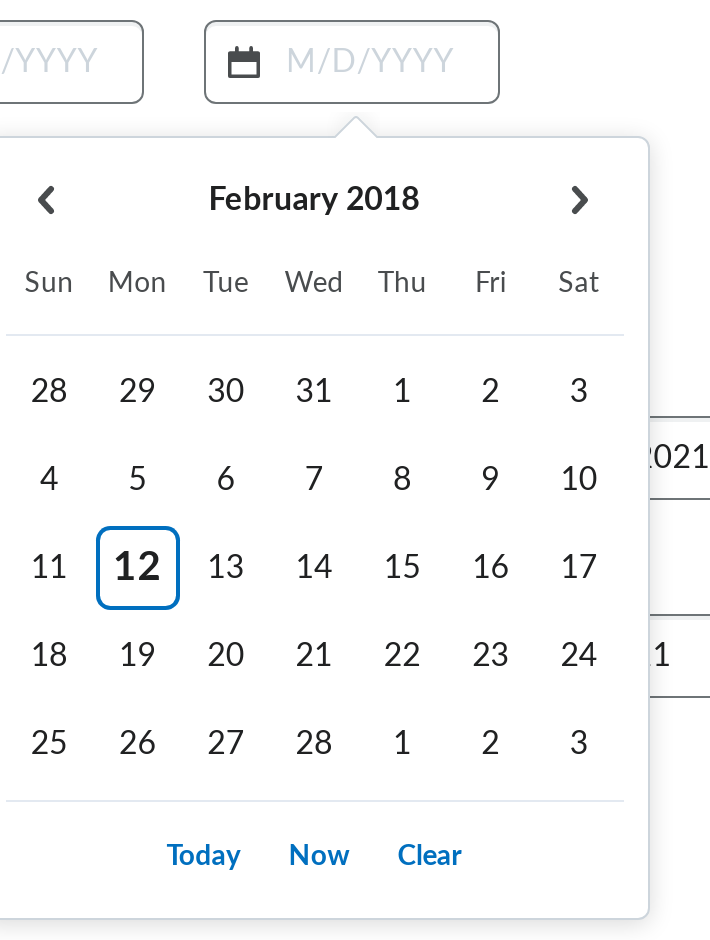 /YYYY M/D/YYYY
February 2018
Sun Mon Tue Wed Thu Fri Sat
28 29 30 31 1 2 3
4 5 6 7 8 9 10
2021
11 12 13 14 15 16 17
18 19 20 21 22 23 24
25 26 27 28 1 2 3
Today Now Clear